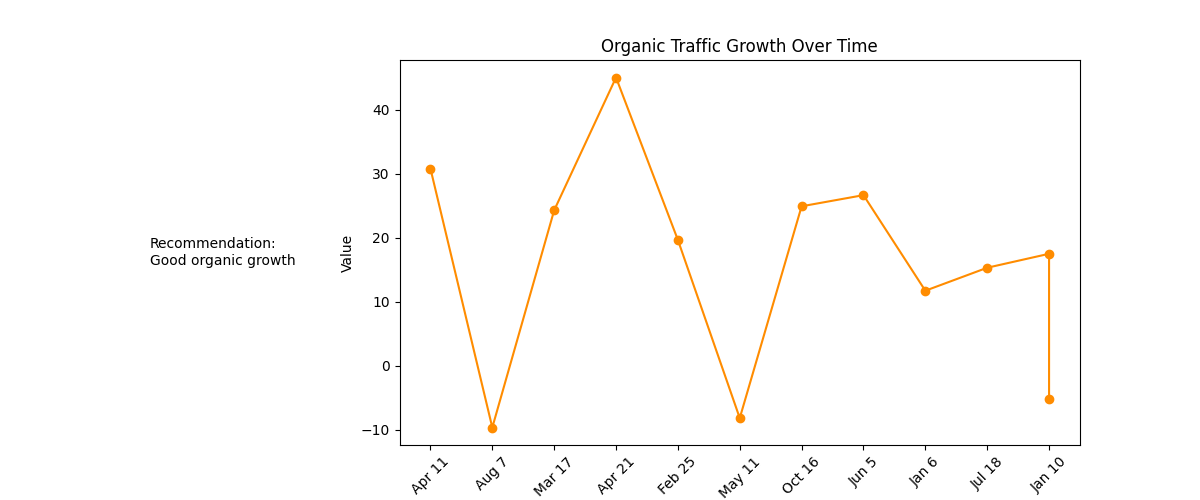 Organic Traffic Growth Over Time
Recommendation:
Good organic growth
Value
40
30
20
10
0
−10
Apr 11
Aug 7
Mar 17
Apr 21
Feb 25
May 11
Oct 16
Jun 5
Jan 6
Jul 18
Jan 10